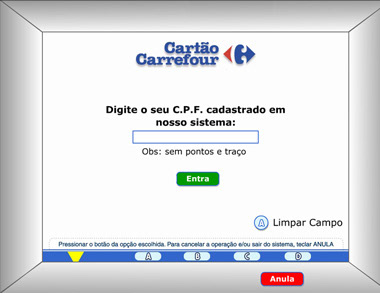 Cartão
Carrefour
Digite o seu C.P.F. cadastrado em
nosso sistema:
Obs: sem pontos e traço
Entra
A Limpar Campo
Pressionar o botão da opção escolhida. Para cancelar a operação e/ou sair do sistema, teclar ANULA
A B C D
Anula